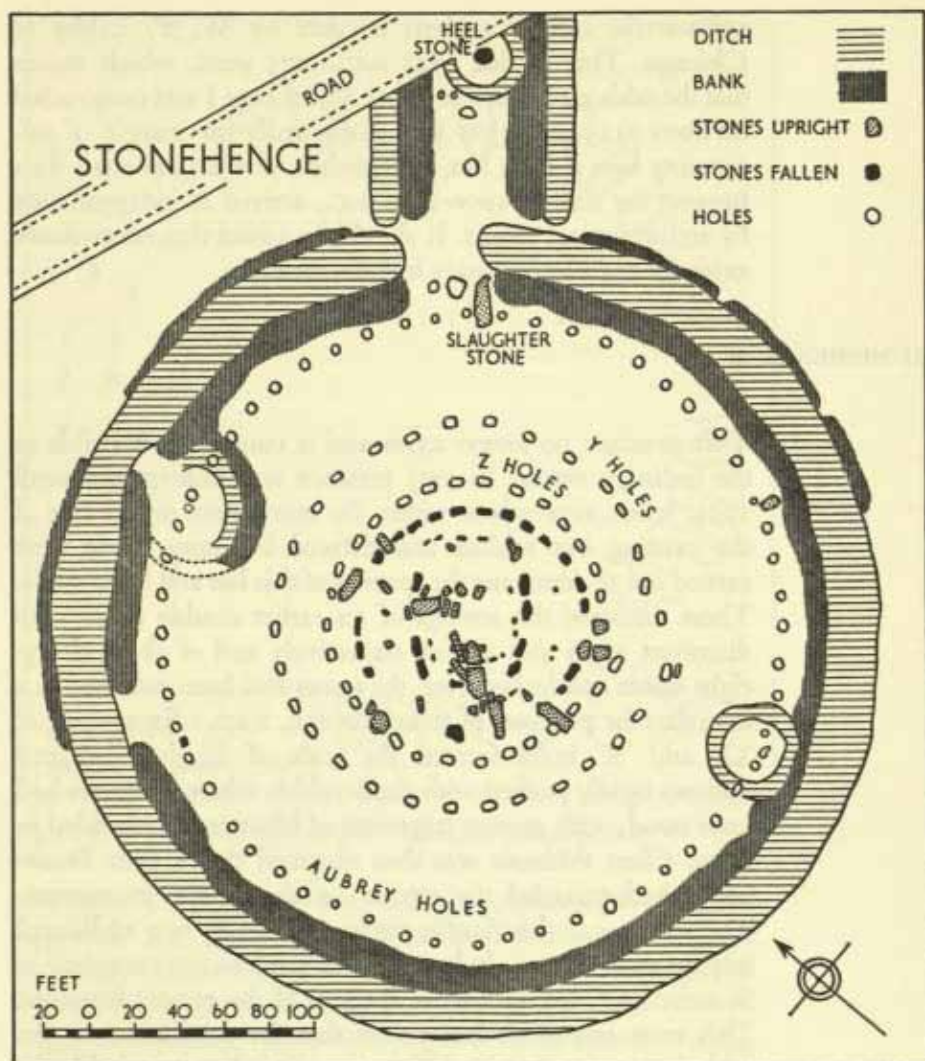 HEEL
STONE
ROAD
STONEHENGE
DITCH
BANK
STONES UPRIGHT
STONES FALLEN
HOLES
SLAUGHTER
STONE
Y HOLES
Z HOLES
AUBREY HOLES
FEET
20 0 20 40 60 80 100